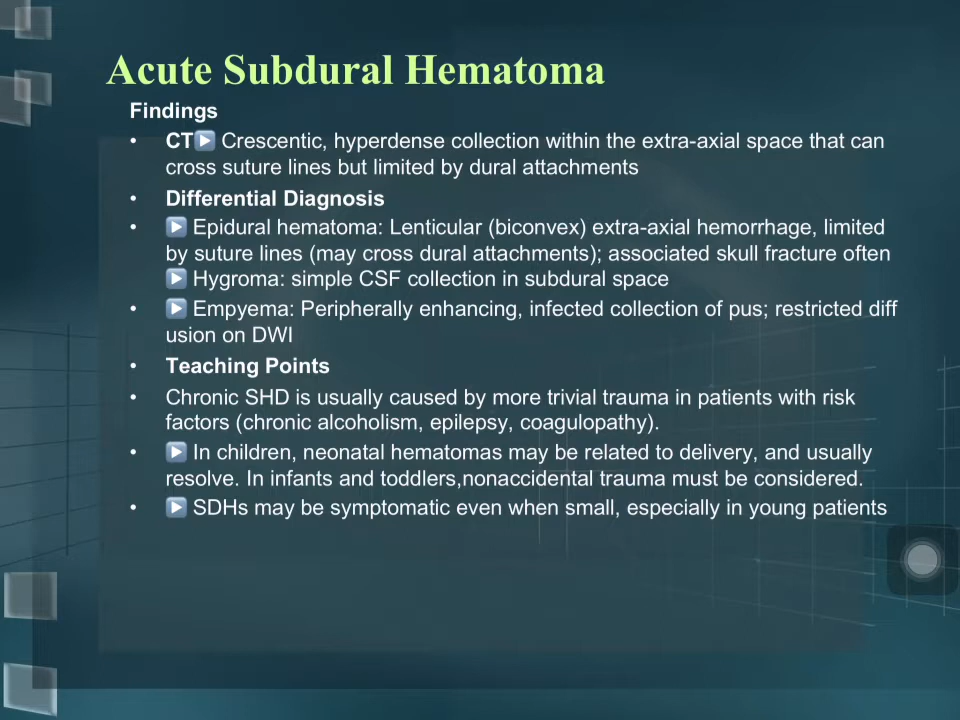 Acute Subdural Hematoma
Findings
• CT▶ Crescentic, hyperdense collection within the extra-axial space that can
cross suture lines but limited by dural attachments
• Differential Diagnosis
• ▶ Epidural hematoma: Lenticular (biconvex) extra-axial hemorrhage, limited
by suture lines (may cross dural attachments); associated skull fracture often
▶ Hygroma: simple CSF collection in subdural space
• ▶ Empyema: Peripherally enhancing, infected collection of pus; restricted diff
usion on DWI
• Teaching Points
• Chronic SHD is usually caused by more trivial trauma in patients with risk
factors (chronic alcoholism, epilepsy, coagulopathy).
• ▶ In children, neonatal hematomas may be related to delivery, and usually
resolve. In infants and toddlers,nonaccidental trauma must be considered.
• ▶ SDHs may be symptomatic even when small, especially in young patients